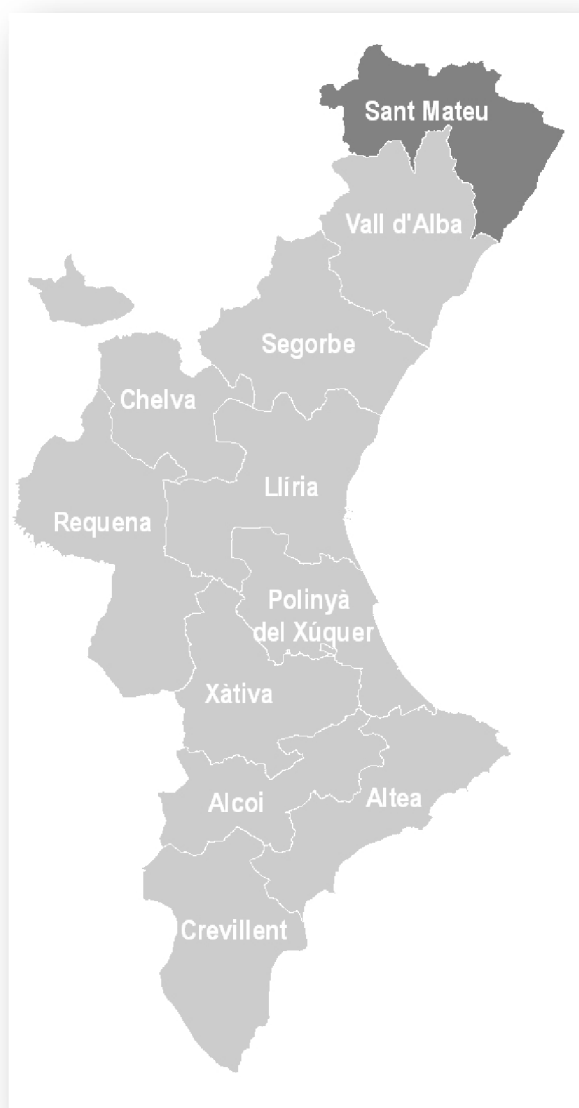 Sant Mateu
Vall d'Alba
Segorbe
Chelva
Llíria
Requena
Polinyà
del Xúquer
Xàtiva
Alcoi
Altea
Crevillent